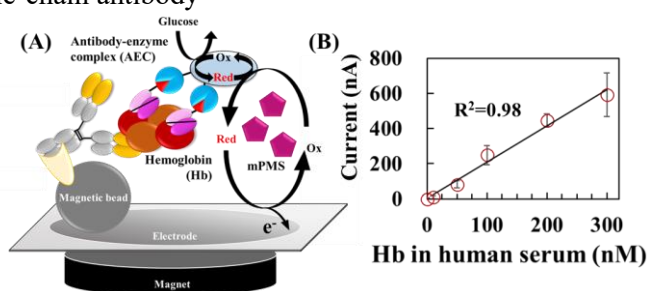 (A)
Glucose
Antibody-enzyme
complex (AEC)
Ox
Red
Red
mPMS
Ox
Hemoglobin
(Hb)
Magnetic bead
e-
Electrode
Magnet
(B)
Current (nA)
800
600
400
200
0
R²=0.98
0
100
200
300
Hb in human serum (nM)